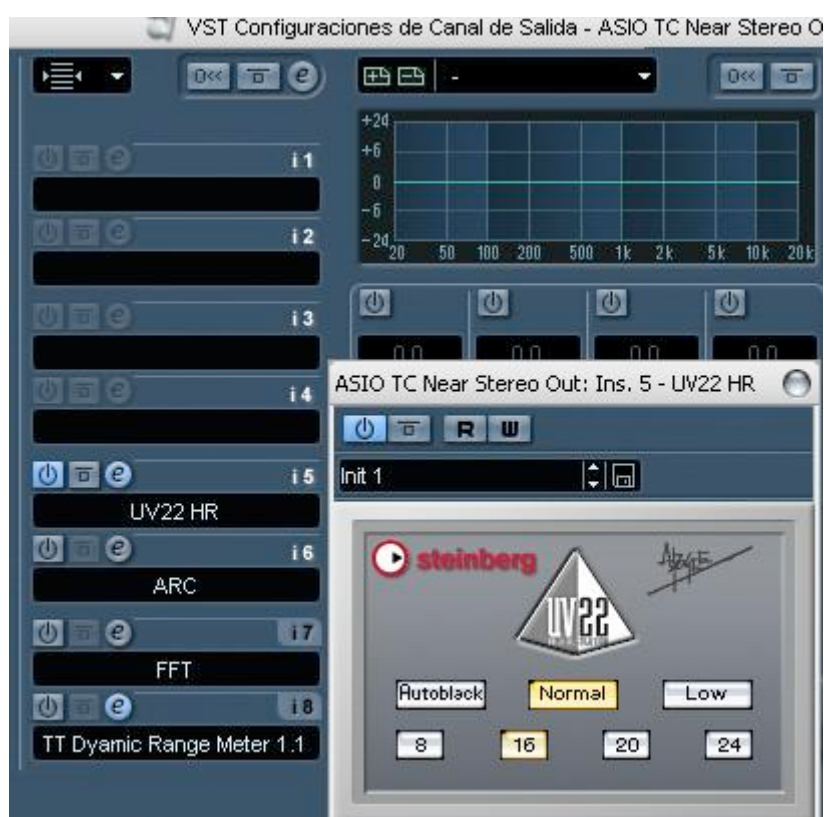 VST Configuraciones de Canal de Salida - ASIO TC Near Stereo O
0<<
e
-
0<<
e
i 1
e
i 2
e
i 3
e
i 4
e
i 5
UV22 HR
e
i 6
ARC
e
i 7
FFT
e
i 8
TT Dyamic Range Meter 1.1
+24
+6
0
-6
-24
20 50 100 200 500 1k 2k 5k 10k 20k
ASIO TC Near Stereo Out: Ins. 5 - UV22 HR
R W
Init 1
steinberg
UV22
Autoblack Normal Low
8 16 20 24